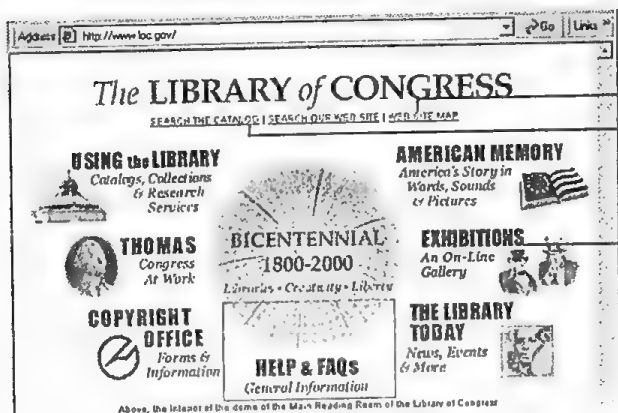 Address http://www.loc.gov/ Go Links »
The LIBRARY of CONGRESS
SEARCH THE CATALOG | SEARCH OUR WEB SITE | WEB SITE MAP
USING the LIBRARY
Catalogs, Collections
& Research
Services
AMERICAN MEMORY
America's Story in
Words, Sounds
& Pictures
THOMAS
Congress
At Work
BICENTENNIAL
1800-2000
Libraries • Creativity • Liberty
EXHIBITIONS
An On-Line
Gallery
COPYRIGHT
OFFICE
Forms &
Information
HELP & FAQs
General Information
THE LIBRARY
TODAY
News, Events
& More
Above, the interior of the dome of the Main Reading Room of the Library of Congress